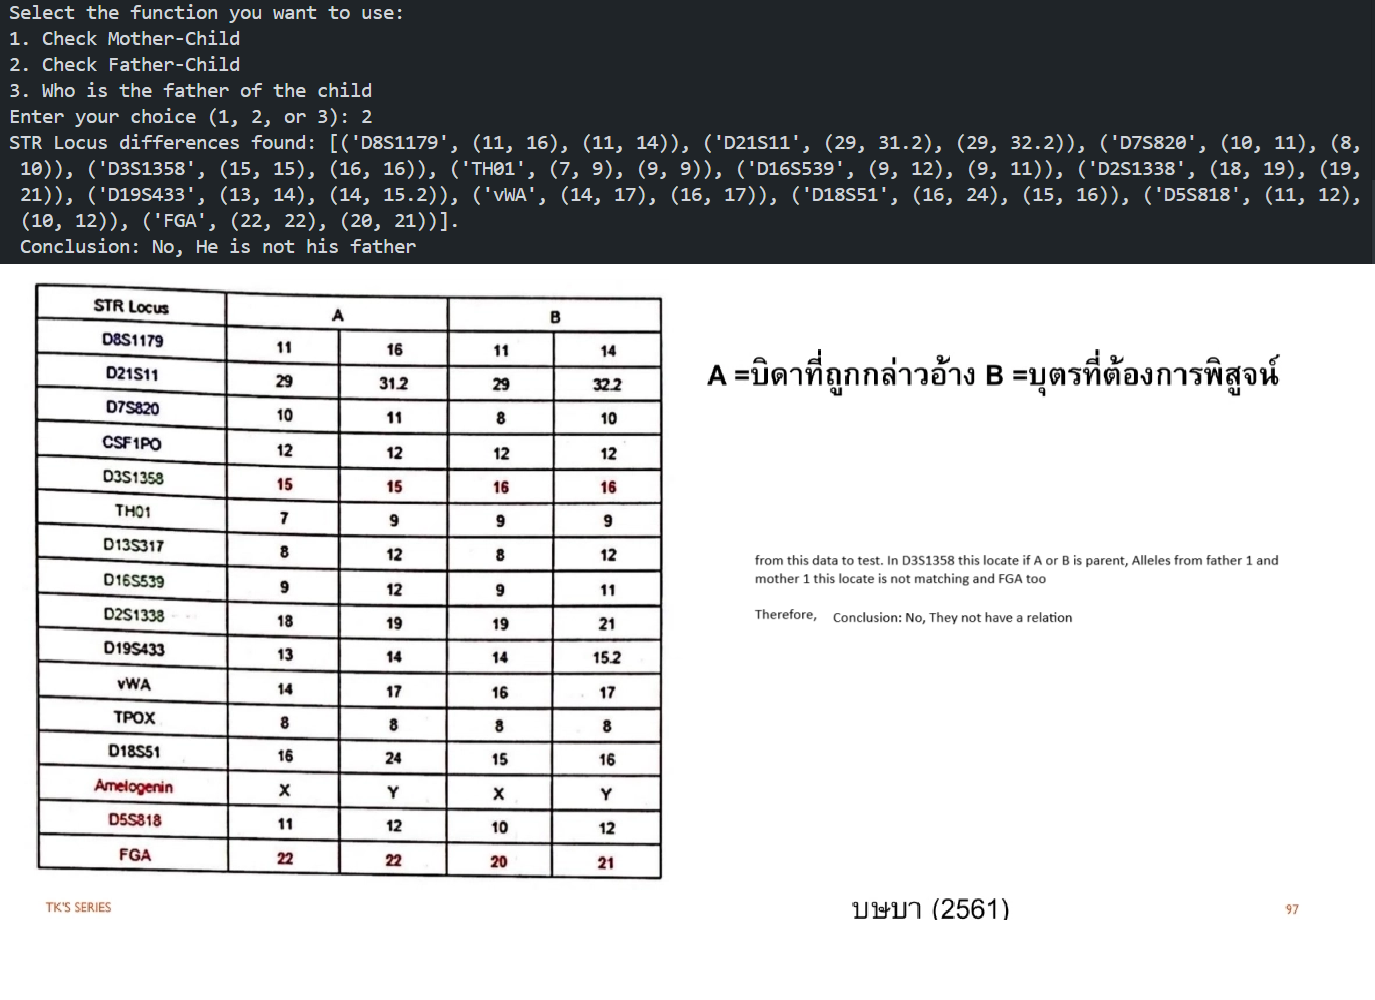 Select the function you want to use:
1. Check Mother-Child
2. Check Father-Child
3. Who is the father of the child
Enter your choice (1, 2, or 3): 2
STR Locus differences found: [('D8S1179', (11, 16), (11, 14)), ('D21S11', (29, 31.2), (29, 32.2)), ('D7S820', (10, 11), (8,
10)), ('D3S1358', (15, 15), (16, 16)), ('TH01', (7, 9), (9, 9)), ('D16S539', (9, 12), (9, 11)), ('D2S1338', (18, 19), (19,
21)), ('D19S433', (13, 14), (14, 15.2)), ('vWA', (14, 17), (16, 17)), ('D18S51', (16, 24), (15, 16)), ('D5S818', (11, 12),
(10, 12)), ('FGA', (22, 22), (20, 21))].
Conclusion: No, He is not his father
STR Locus A B
D8S1179 11 16 11 14
D21S11 29 31.2 29 32.2
D7S820 10 11 8 10
CSF1PO 12 12 12 12
D3S1358 15 15 16 16
TH01 7 9 9 9
D13S317 8 12 8 12
D16S539 9 12 9 11
D2S1338 18 19 19 21
D19S433 13 14 14 15.2
vWA 14 17 16 17
TPOX 8 8 8 8
D18S51 16 24 15 16
Amelogenin X Y X Y
D5S818 11 12 10 12
FGA 22 22 20 21
A =บิดาที่ถูกกล่าวอ้าง B =บุตรที่ต้องการพิสูจน์
from this data to test. In D3S1358 this locate if A or B is parent, Alleles from father 1 and
mother 1 this locate is not matching and FGA too
Therefore, Conclusion: No, They not have a relation
TK'S SERIES
บุษบา (2561)
97